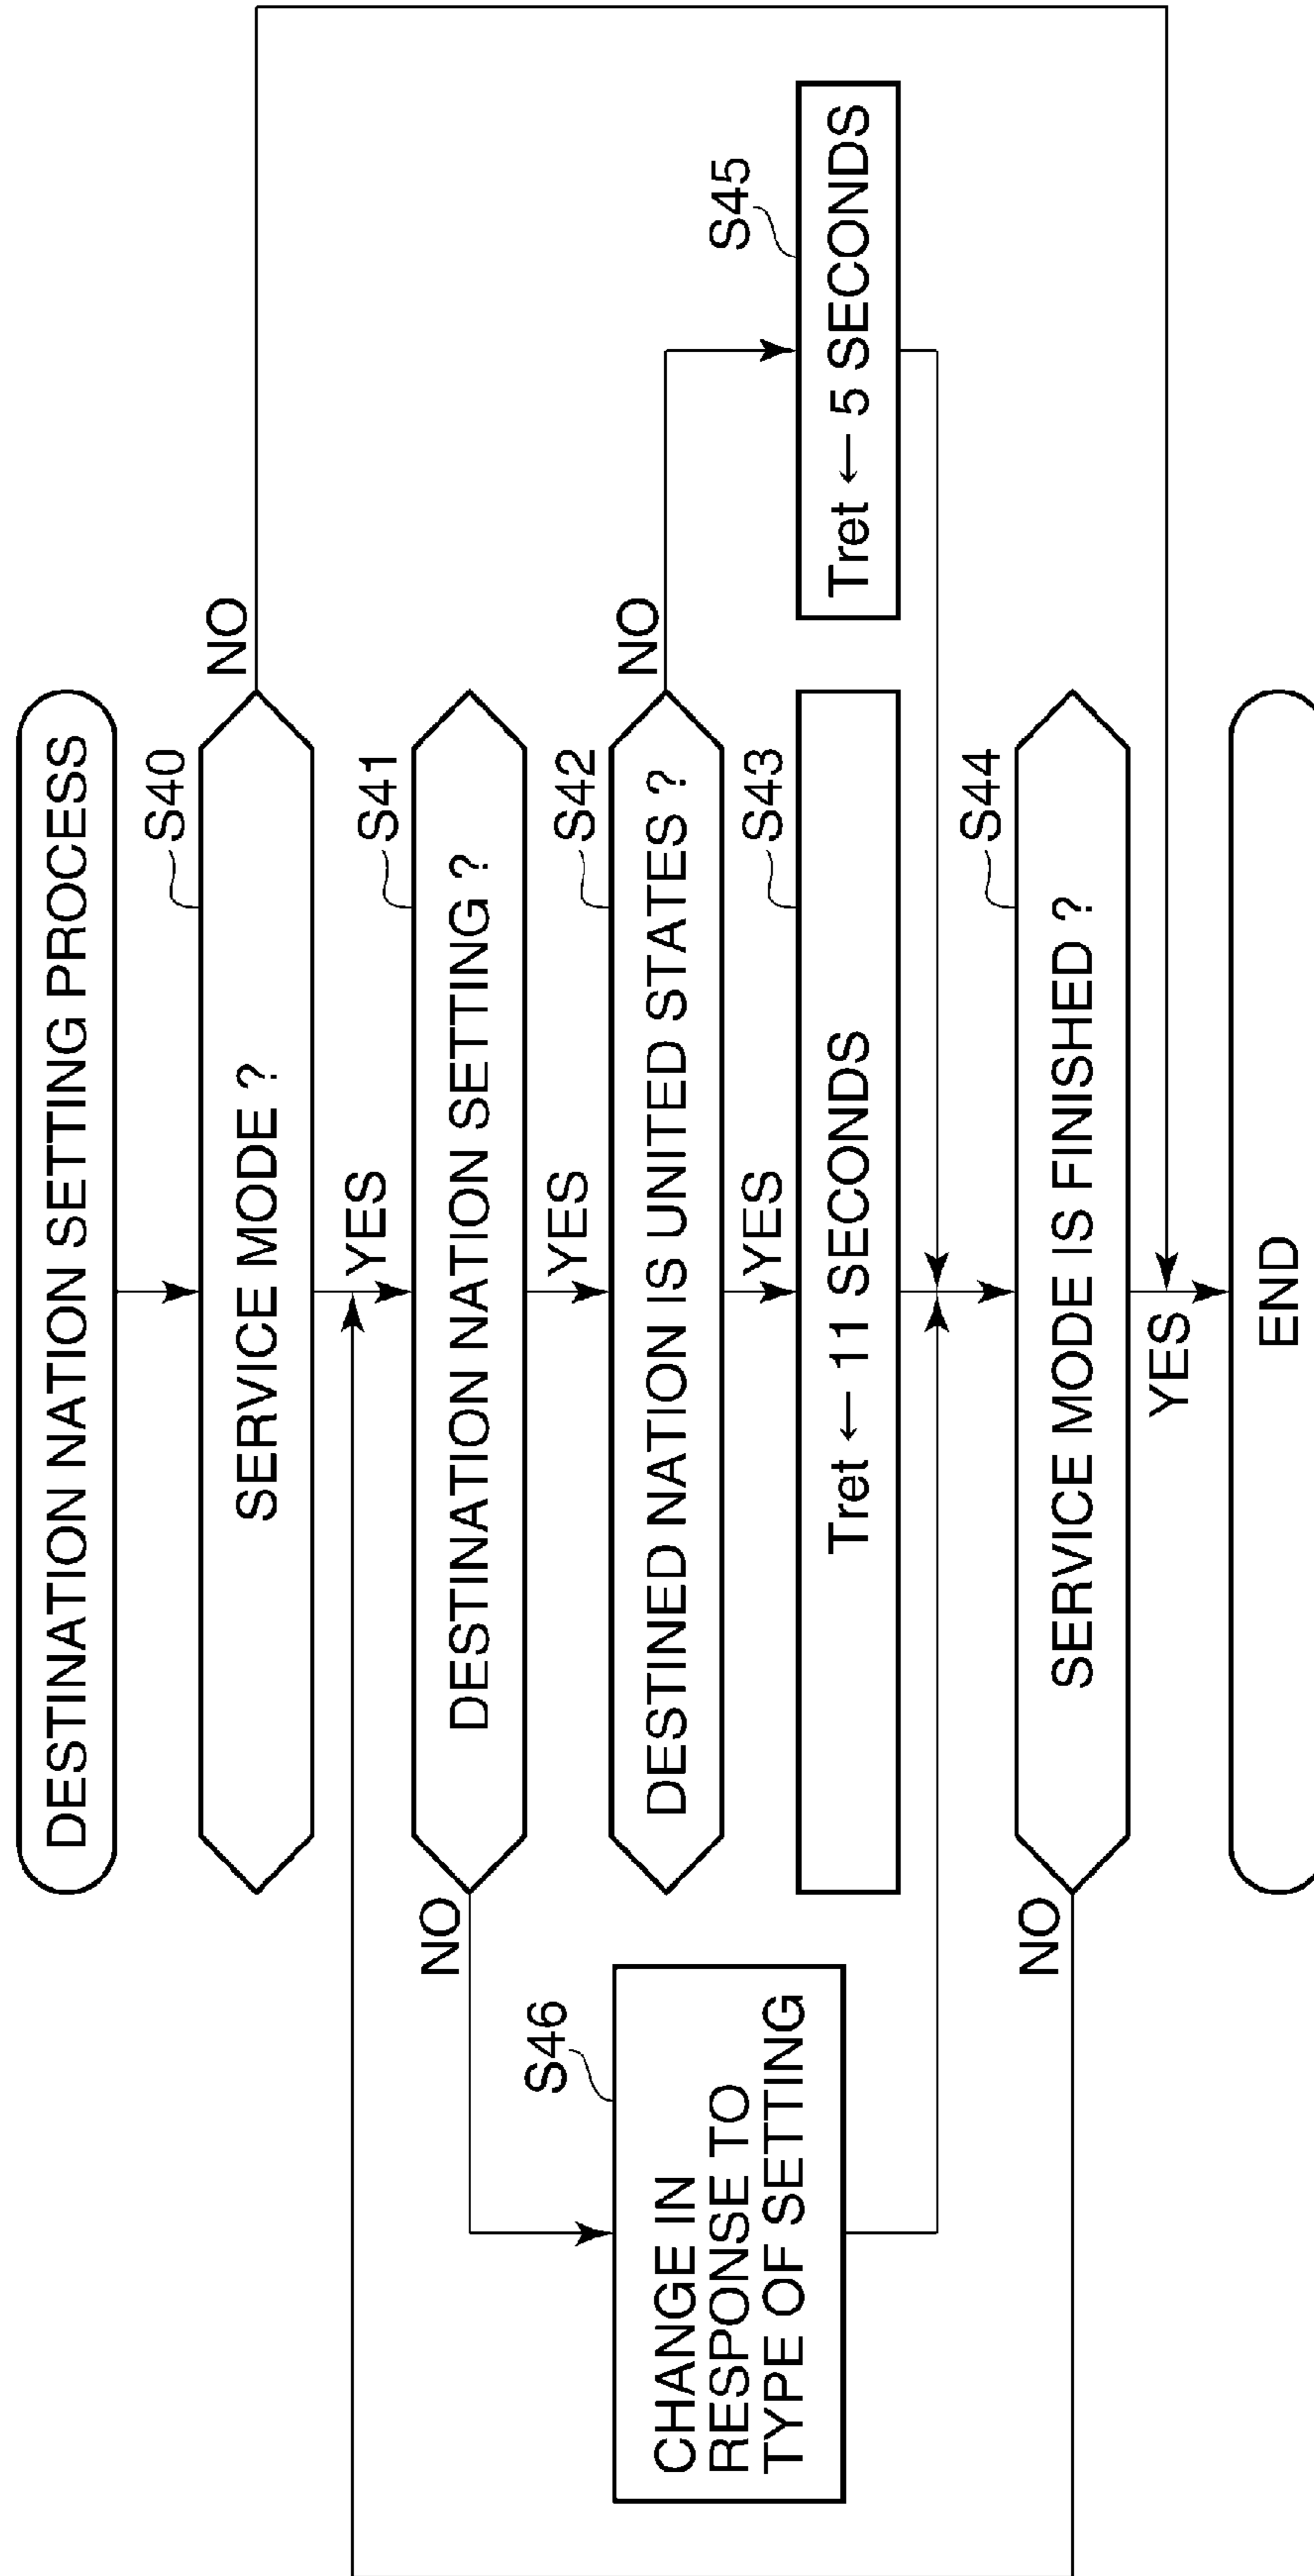 DESTINATION NATION SETTING PROCESS
S40
SERVICE MODE ?
NO
YES
S41
DESTINATION NATION SETTING ?
NO
YES
S42
DESTINED NATION IS UNITED STATES ?
NO
YES
S46
CHANGE IN
RESPONSE TO
TYPE OF SETTING
S43
Tret ← 11 SECONDS
S45
Tret ← 5 SECONDS
S44
SERVICE MODE IS FINISHED ?
NO
YES
END